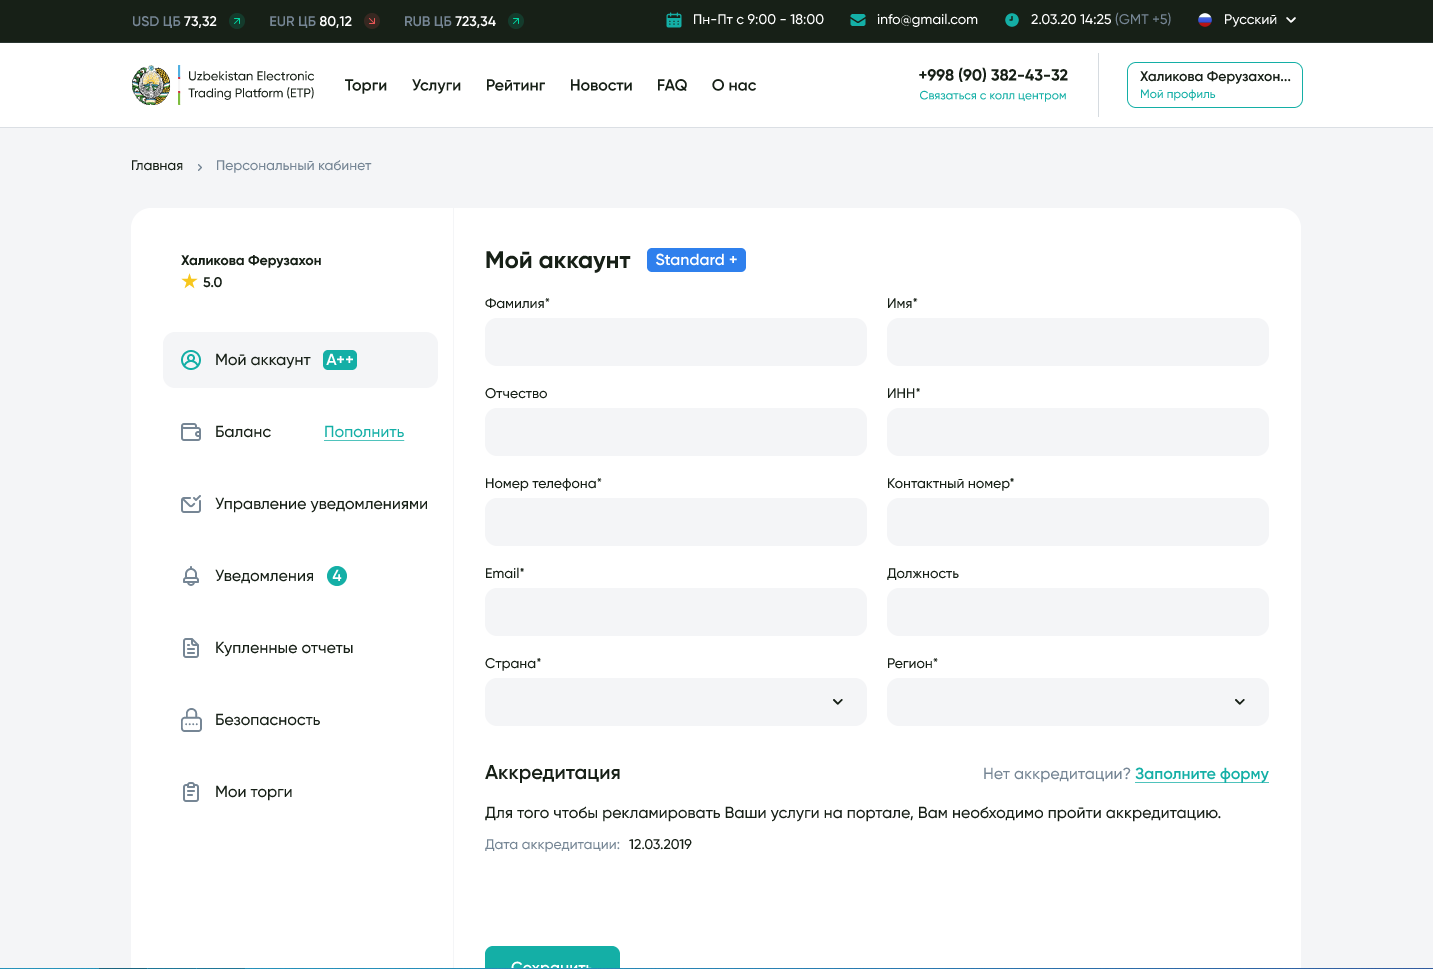 USD ЦБ 73,32 EUR ЦБ 80,12 RUB ЦБ 723,34 Пн-Пт с 9:00 - 18:00 info@gmail.com 2.03.20 14:25 (GMT +5) Русский
Uzbekistan Electronic
Trading Platform (ETP)
Торги Услуги Рейтинг Новости FAQ О нас
+998 (90) 382-43-32
Связаться с колл центром
Халикова Ферузахон...
Мой профиль
Главная > Персональный кабинет
Халикова Ферузахон
5.0
Мой аккаунт A++
Баланс Пополнить
Управление уведомлениями
Уведомления 4
Купленные отчеты
Безопасность
Мои торги
Мой аккаунт Standard +
Фамилия* Имя*
Отчество ИНН*
Номер телефона* Контактный номер*
Email* Должность
Страна* Регион*
Аккредитация Нет аккредитации? Заполните форму
Для того чтобы рекламировать Ваши услуги на портале, Вам необходимо пройти аккредитацию.
Дата аккредитации: 12.03.2019
Сохранить